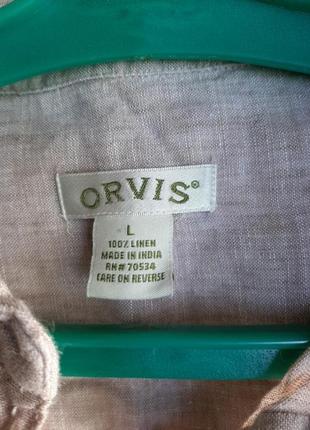 ORVIS®
L
100% LINEN
MADE IN INDIA
RN# 70534
CARE ON REVERSE